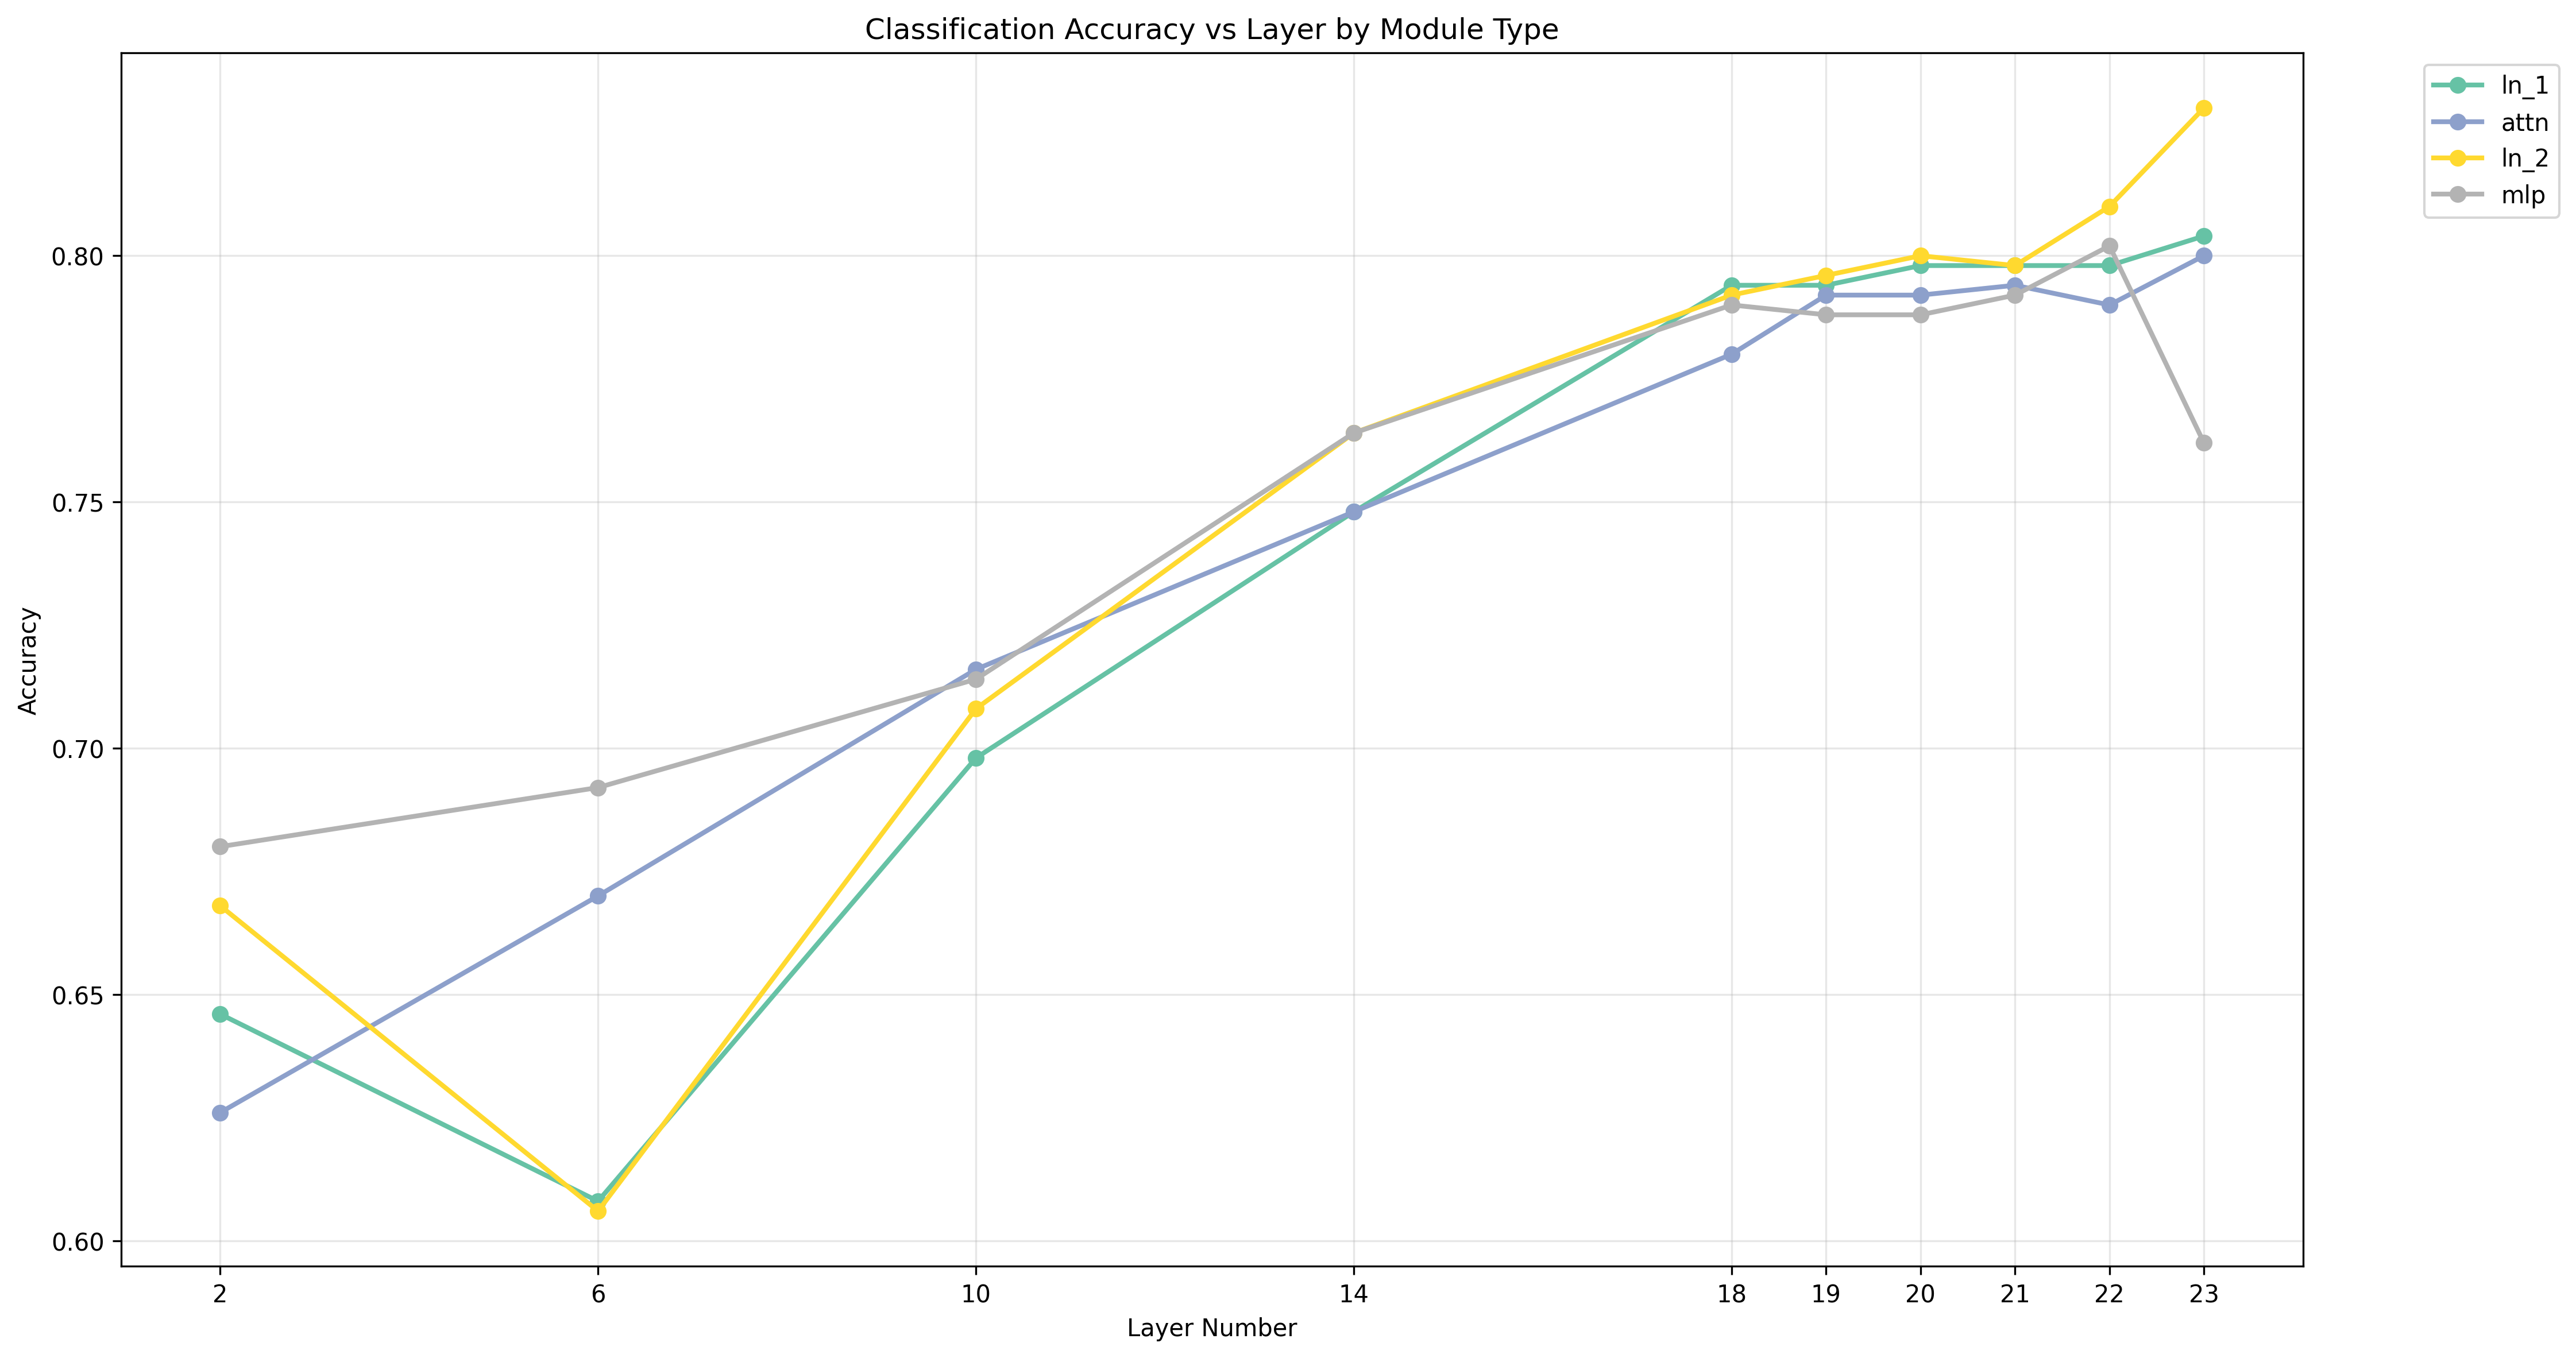 Classification Accuracy vs Layer by Module Type
ln_1
attn
ln_2
mlp
Accuracy
0.80
0.75
0.70
0.65
0.60
2 6 10 14 18 19 20 21 22 23
Layer Number